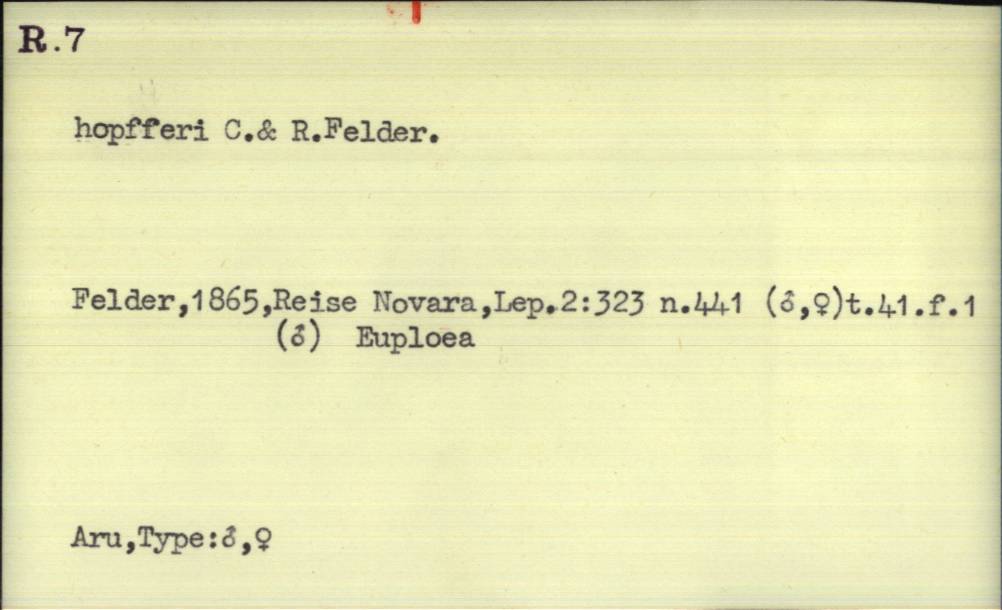 R.7
hopfferi C.& R.Felder.
Felder,1865,Reise Novara,Lep.2:323 n.441 (♂,♀)t.41.f.1
(♂) Euploea
Aru,Type:♂,♀